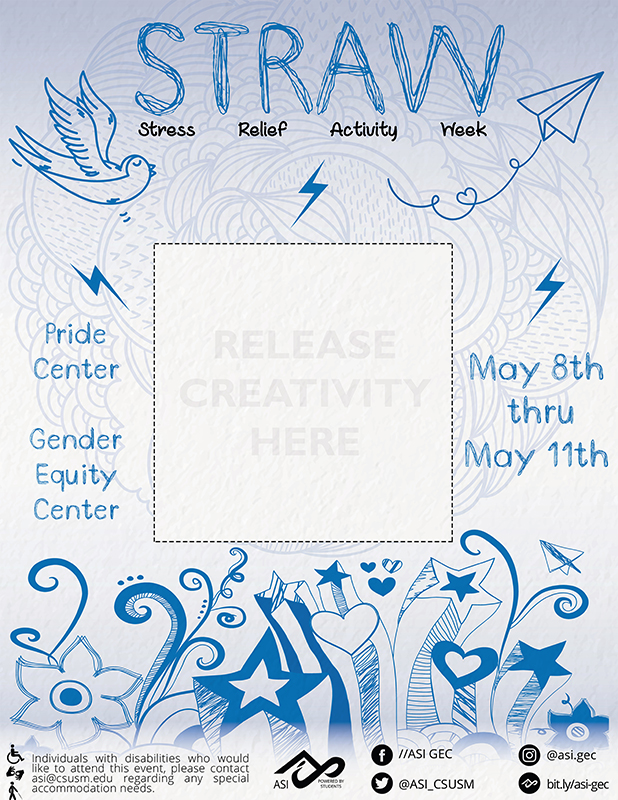 STRAW
Stress Relief Activity Week
RELEASE
CREATIVITY
HERE
Pride
Center
Gender
Equity
Center
May 8th
thru
May 11th
Individuals with disabilities who would
like to attend this event, please contact
asi@csusm.edu regarding any special
accommodation needs.
ASI
POWERED BY
STUDENTS
//ASI GEC
@ASI_CSUSM
@asi.gec
bit.ly/asi-gec